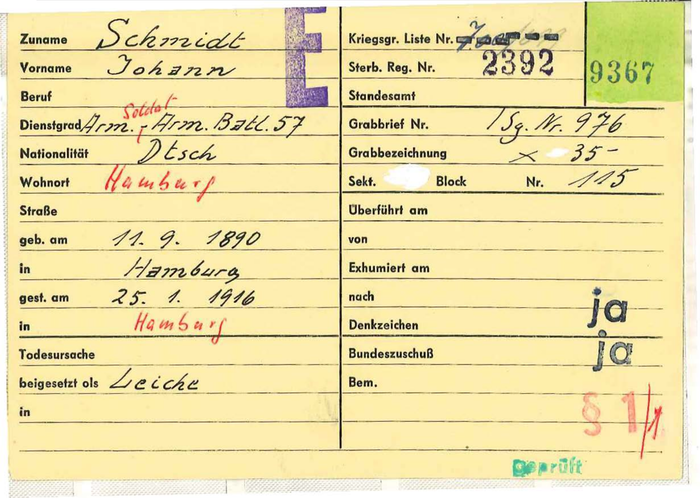 E
E
Zuname Schmidt
Vorname Johann
Beruf
Soldat
Dienstgrad Arm.- Arm. Batl. 57
Nationalität Dtsch
Wohnort Hamburg
Straße
geb. am 11. 9. 1890
in Hamburg
gest. am 25. 1. 1916
in Hamburg
Todesursache
beigesetzt als Leiche
in
Kriegsgr. Liste Nr.
Sterb. Reg. Nr. 2392
9367
Standesamt
Grabbrief Nr. 1 Sg. Nr. 976
Grabbezeichnung x 35-
Sekt. Block Nr. 115
Überführt am
von
Exhumiert am
nach
Denkzeichen ja
Bundeszuschuß ja
Bem.
§ 1/1
geprüft